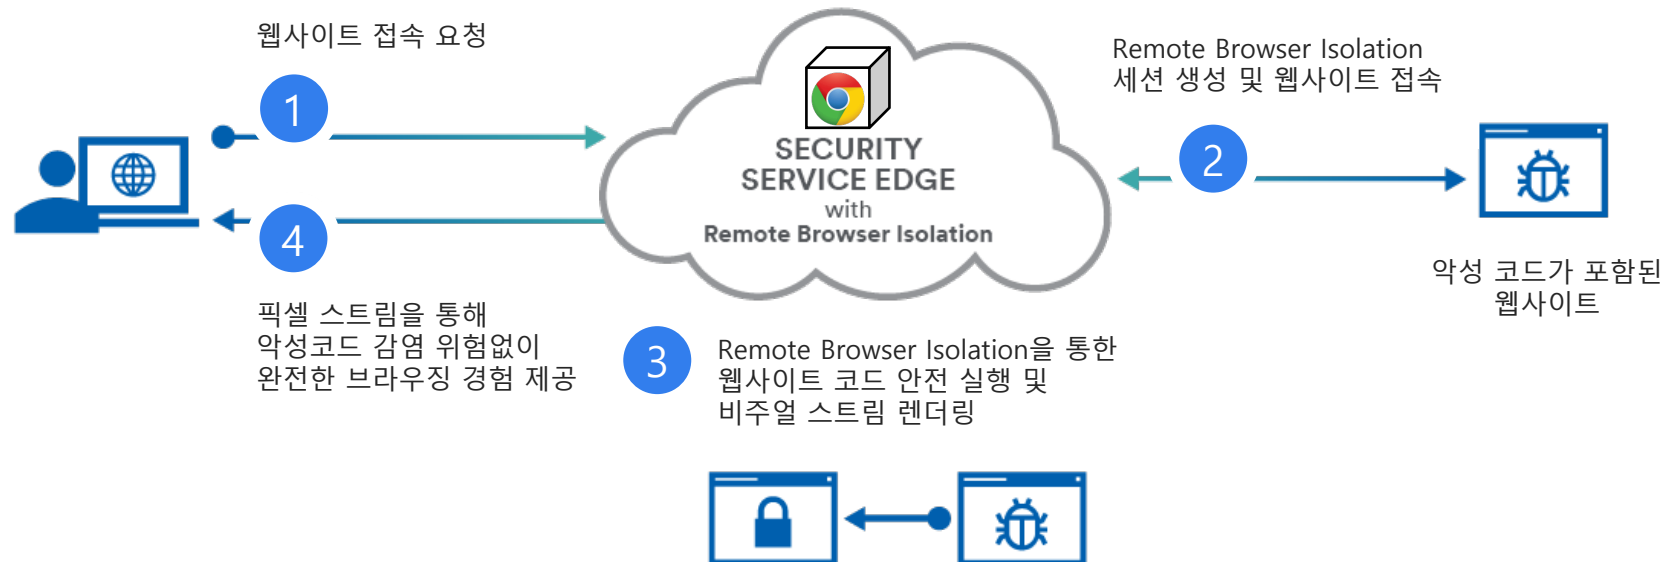 웹사이트 접속 요청
1
SECURITY
SERVICE EDGE
with
Remote Browser Isolation
Remote Browser Isolation
세션 생성 및 웹사이트 접속
2
악성 코드가 포함된
웹사이트
4
픽셀 스트림을 통해
악성코드 감염 위험없이
완전한 브라우징 경험 제공
3
Remote Browser Isolation을 통한
웹사이트 코드 안전 실행 및
비주얼 스트림 렌더링